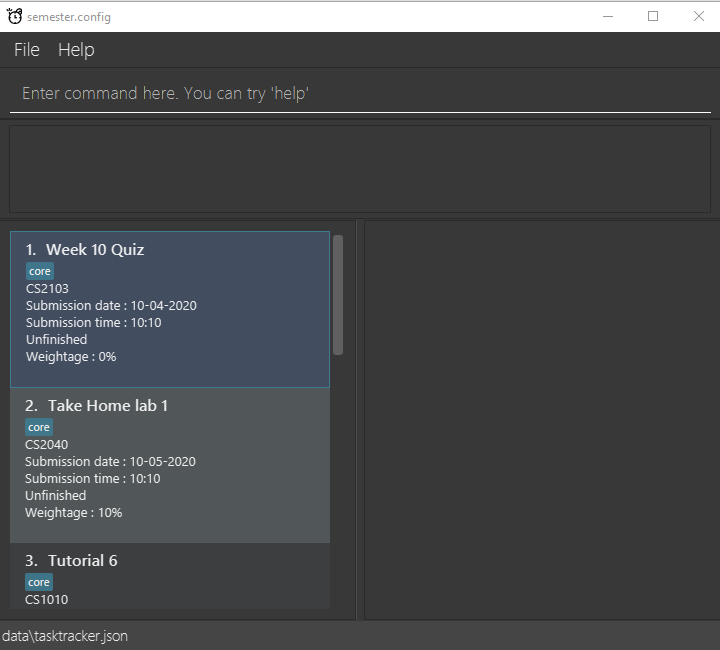 semester.config
File Help
Enter command here. You can try 'help'
1. Week 10 Quiz
core
CS2103
Submission date : 10-04-2020
Submission time : 10:10
Unfinished
Weightage : 0%
2. Take Home lab 1
core
CS2040
Submission date : 10-05-2020
Submission time : 10:10
Unfinished
Weightage : 10%
3. Tutorial 6
core
CS1010
data\tasktracker.json